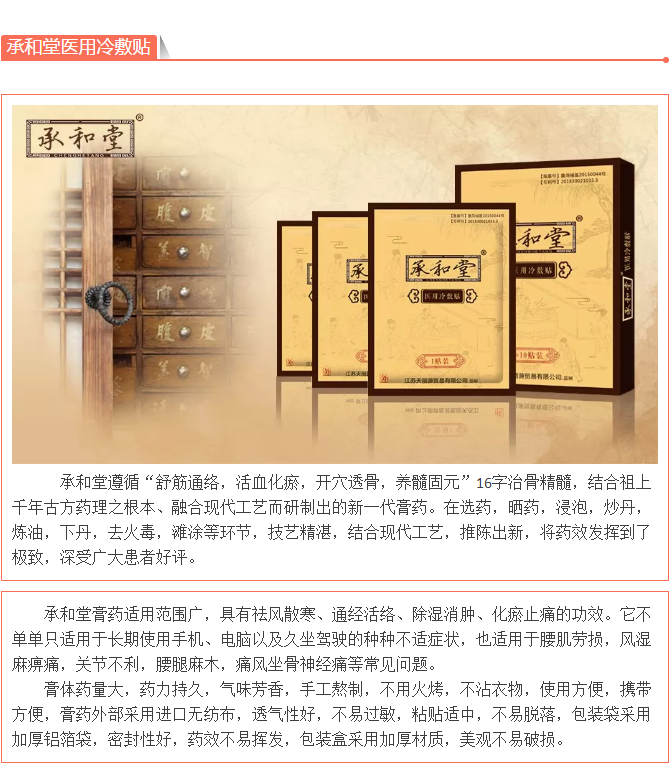 承和堂医用冷敷贴
承和堂
®
CHENGHETANG
腹皮
腹皮
承和堂
医用冷敷贴
1贴装
江苏天丽源贸易有限公司 监制
承和堂
医用冷敷贴
承和堂遵循“舒筋通络，活血化瘀，开穴透骨，养髓固元”16字治骨精髓，结合祖上
千年古方药理之根本、融合现代工艺而研制出的新一代膏药。在选药，晒药，浸泡，炒丹，
炼油，下丹，去火毒，滩涂等环节，技艺精湛，结合现代工艺，推陈出新，将药效发挥到了
极致，深受广大患者好评。
承和堂膏药适用范围广，具有祛风散寒、通经活络、除湿消肿、化瘀止痛的功效。它不
单单只适用于长期使用手机、电脑以及久坐驾驶的种种不适症状，也适用于腰肌劳损，风湿
麻痹痛，关节不利，腰腿麻木，痛风坐骨神经痛等常见问题。
膏体药量大，药力持久，气味芳香，手工熬制，不用火烤，不沾衣物，使用方便，携带
方便，膏药外部采用进口无纺布，透气性好，不易过敏，粘贴适中，不易脱落，包装袋采用
加厚铝箔袋，密封性好，药效不易挥发，包装盒采用加厚材质，美观不易破损。